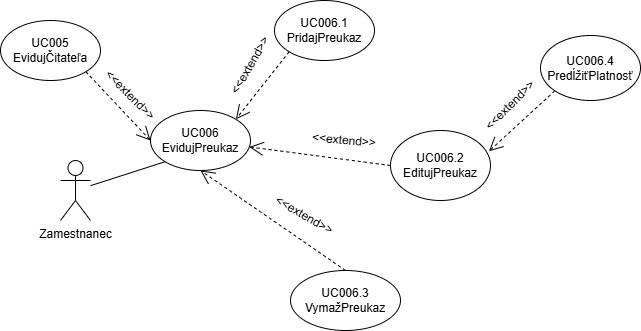 UC006.1
PridajPreukaz
UC005
EvidujČitateľa
<<extend>>
<<extend>>
UC006.4
PredĺžiťPlatnosť
<<extend>>
UC006
EvidujPreukaz
<<extend>>
UC006.2
EditujPreukaz
Zamestnanec
<<extend>>
UC006.3
VymažPreukaz